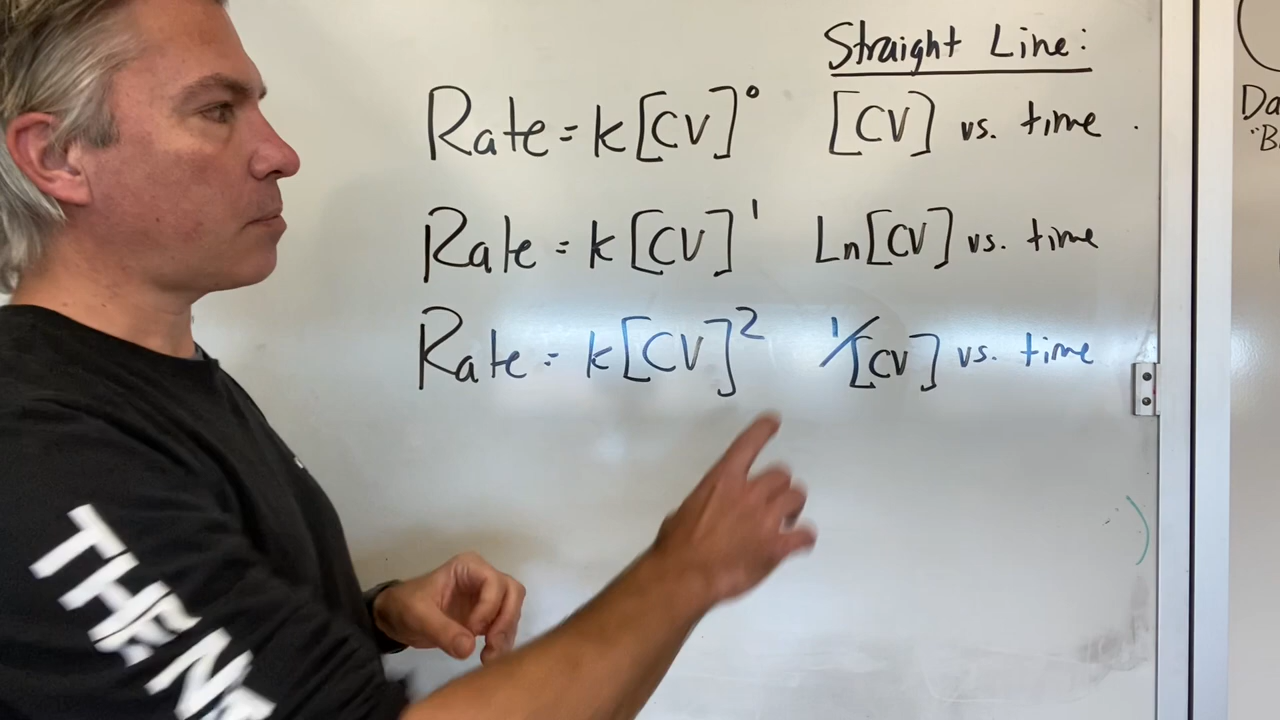 Straight Line:
Rate = k[CV]⁰ [CV] vs. time
Rate = k[CV]¹ Ln[CV] vs. time
Rate = k[CV]² 1/[CV] vs. time
Da
"B